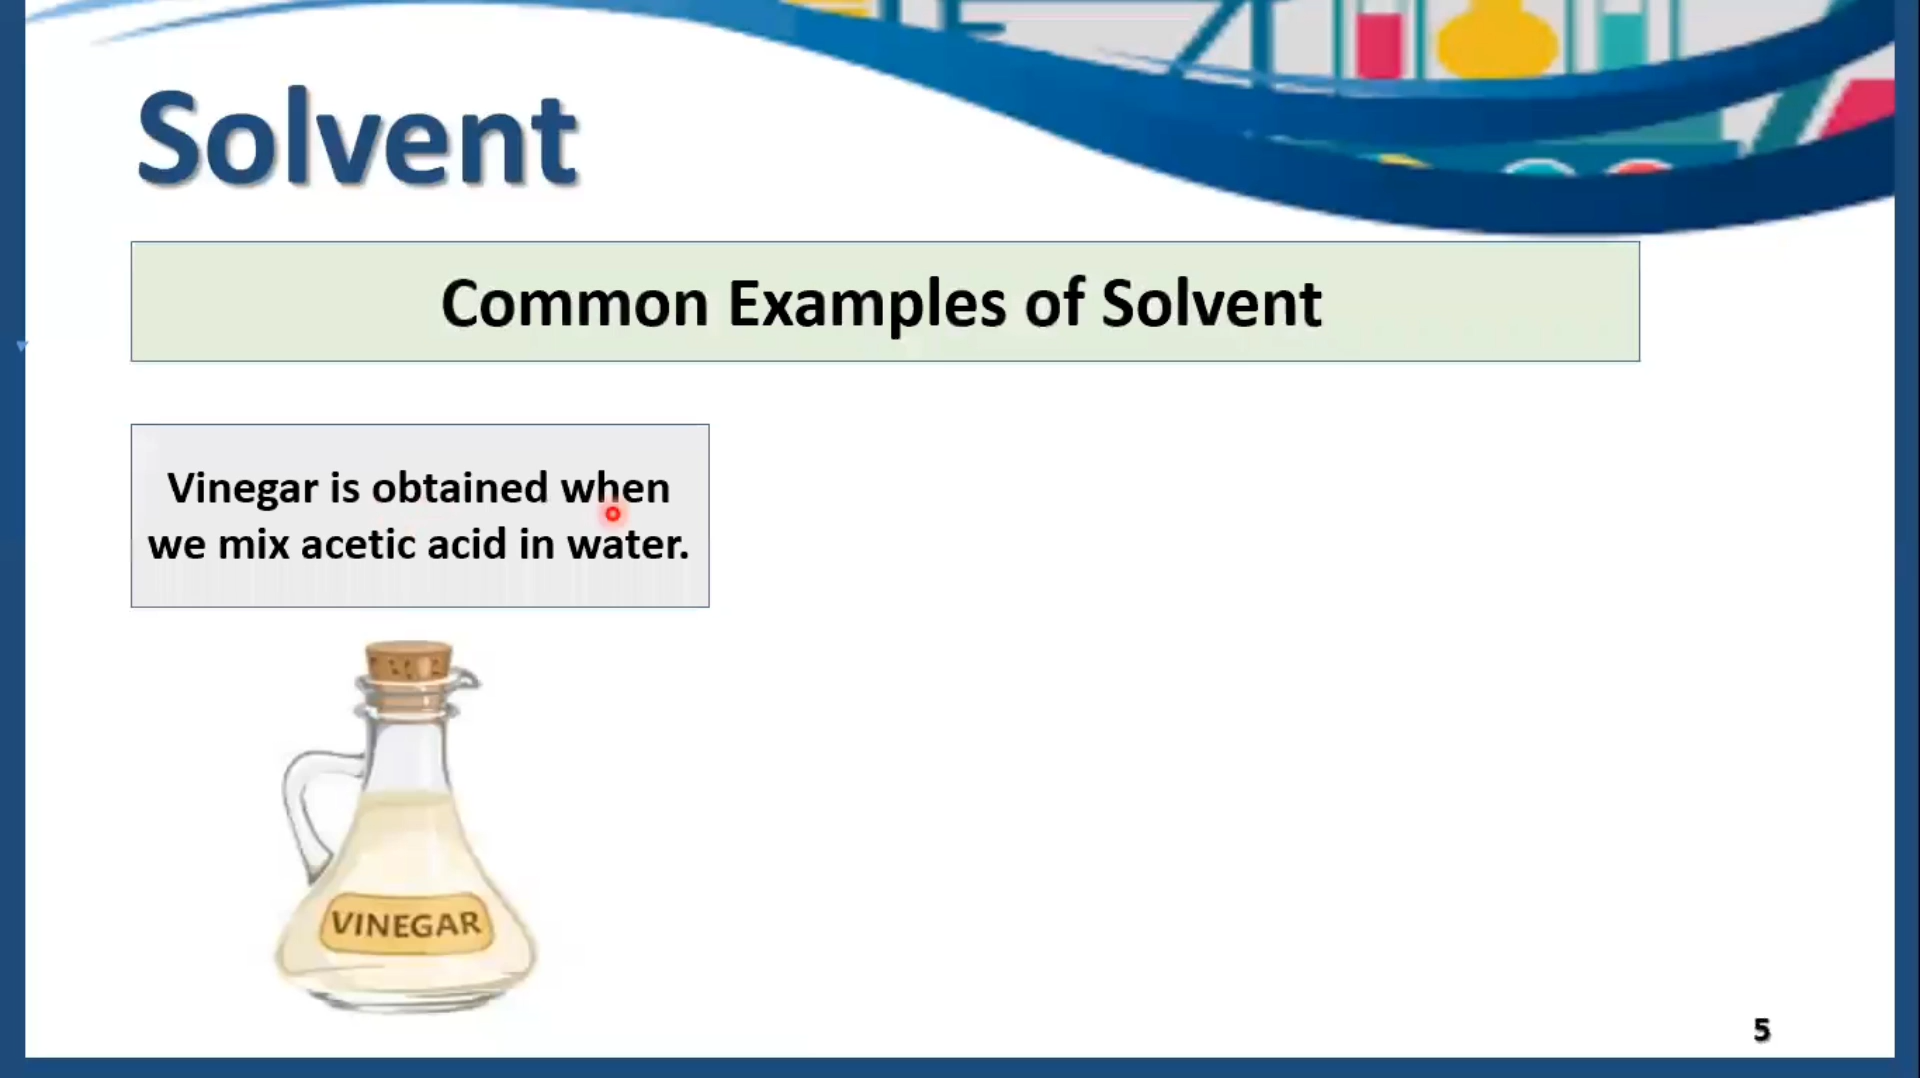 Solvent
Common Examples of Solvent
Vinegar is obtained when
we mix acetic acid in water.
VINEGAR
5